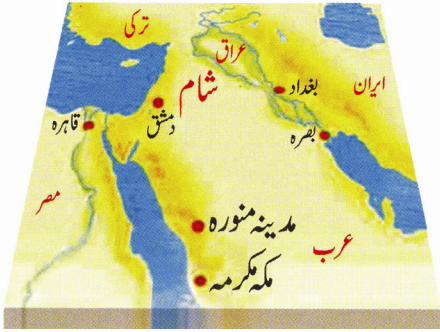 ترکی
عراق
ایران
شام
بغداد
دمشق
قاہرہ
بصرہ
مصر
مدینہ منورہ
عرب
مکہ مکرمہ